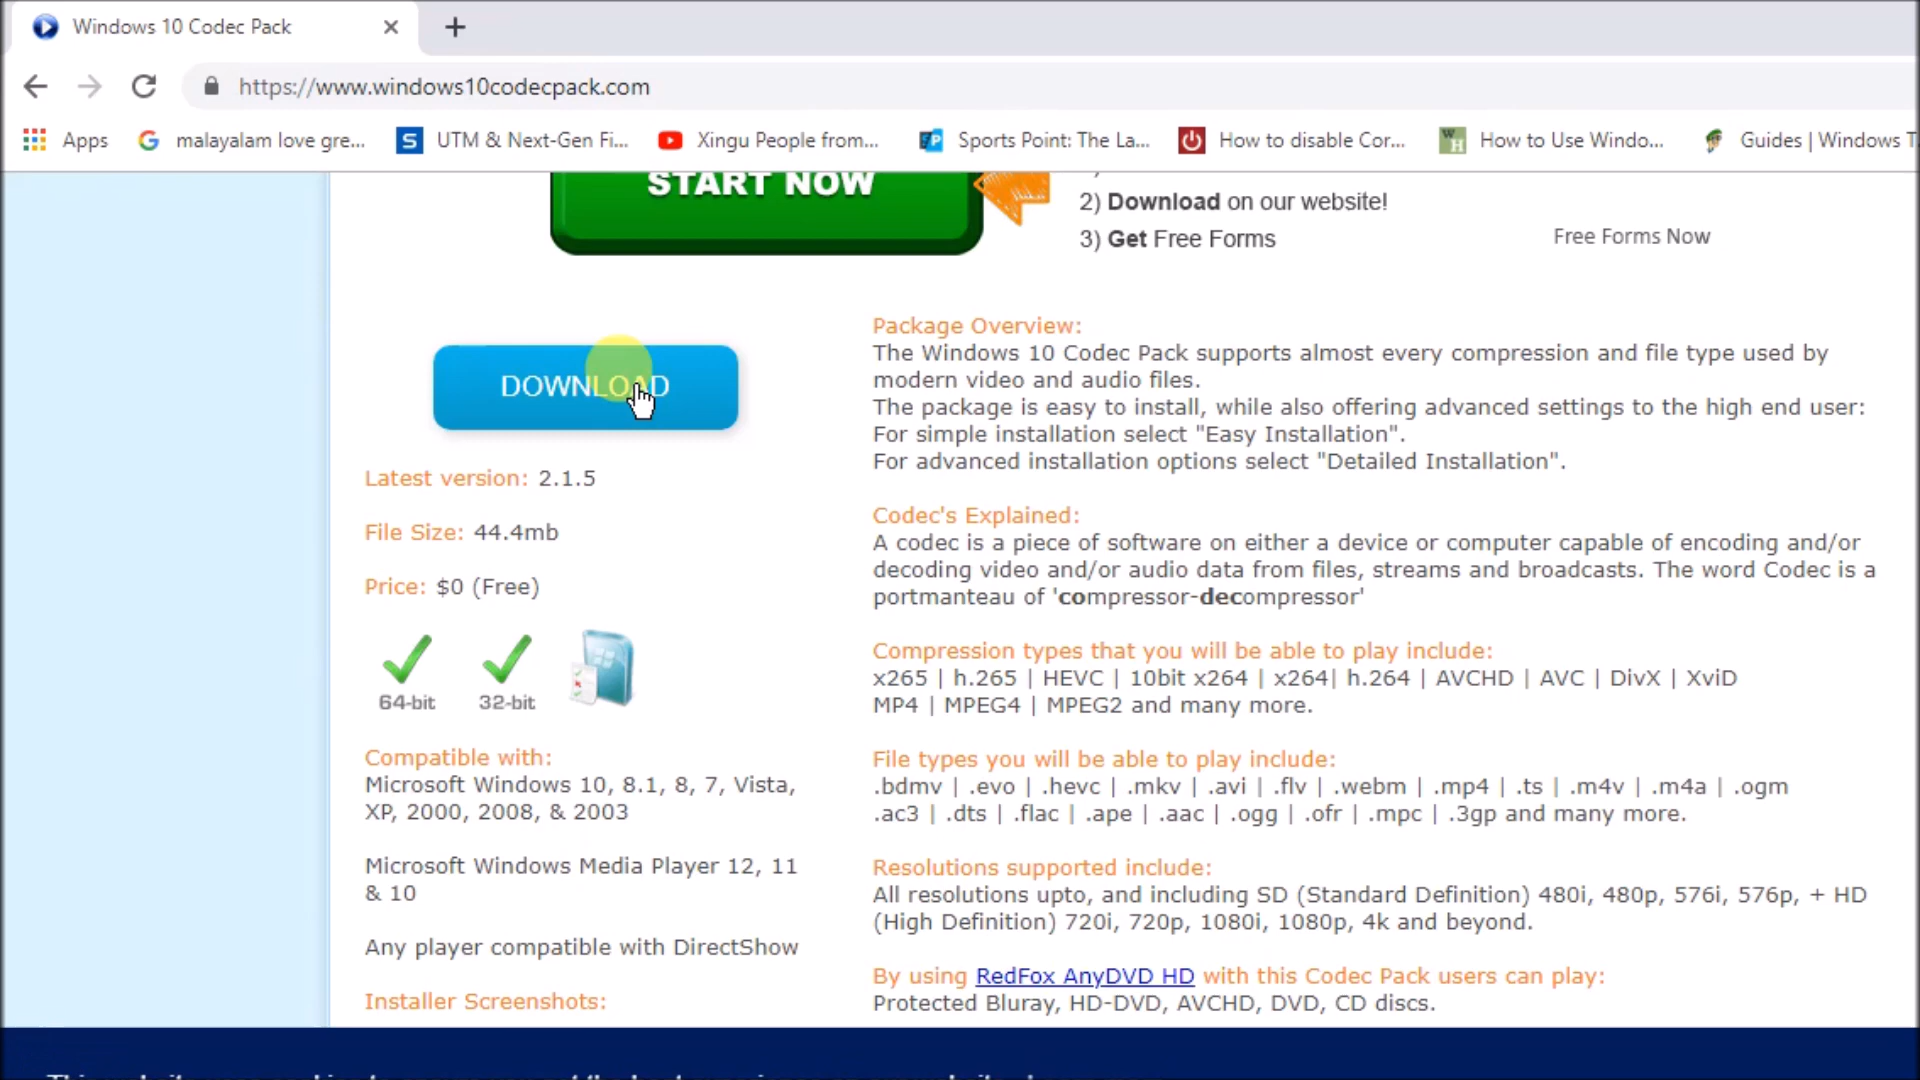 Windows 10 Codec Pack
https://www.windows10codecpack.com
Apps
malayalam love gre...
UTM & Next-Gen Fi...
Xingu People from...
Sports Point: The La...
How to disable Cor...
How to Use Windo...
Guides | Windows T
START NOW
2) Download on our website!
3) Get Free Forms
Free Forms Now
DOWNLOAD
Latest version: 2.1.5
File Size: 44.4mb
Price: $0 (Free)
64-bit
32-bit
Compatible with:
Microsoft Windows 10, 8.1, 8, 7, Vista,
XP, 2000, 2008, & 2003
Microsoft Windows Media Player 12, 11
& 10
Any player compatible with DirectShow
Installer Screenshots:
Package Overview:
The Windows 10 Codec Pack supports almost every compression and file type used by
modern video and audio files.
The package is easy to install, while also offering advanced settings to the high end user:
For simple installation select "Easy Installation".
For advanced installation options select "Detailed Installation".
Codec's Explained:
A codec is a piece of software on either a device or computer capable of encoding and/or
decoding video and/or audio data from files, streams and broadcasts. The word Codec is a
portmanteau of 'compressor-decompressor'
Compression types that you will be able to play include:
x265 | h.265 | HEVC | 10bit x264 | x264| h.264 | AVCHD | AVC | DivX | XviD
MP4 | MPEG4 | MPEG2 and many more.
File types you will be able to play include:
.bdmv | .evo | .hevc | .mkv | .avi | .flv | .webm | .mp4 | .ts | .m4v | .m4a | .ogm
.ac3 | .dts | .flac | .ape | .aac | .ogg | .ofr | .mpc | .3gp and many more.
Resolutions supported include:
All resolutions upto, and including SD (Standard Definition) 480i, 480p, 576i, 576p, + HD
(High Definition) 720i, 720p, 1080i, 1080p, 4k and beyond.
By using RedFox AnyDVD HD with this Codec Pack users can play:
Protected Bluray, HD-DVD, AVCHD, DVD, CD discs.